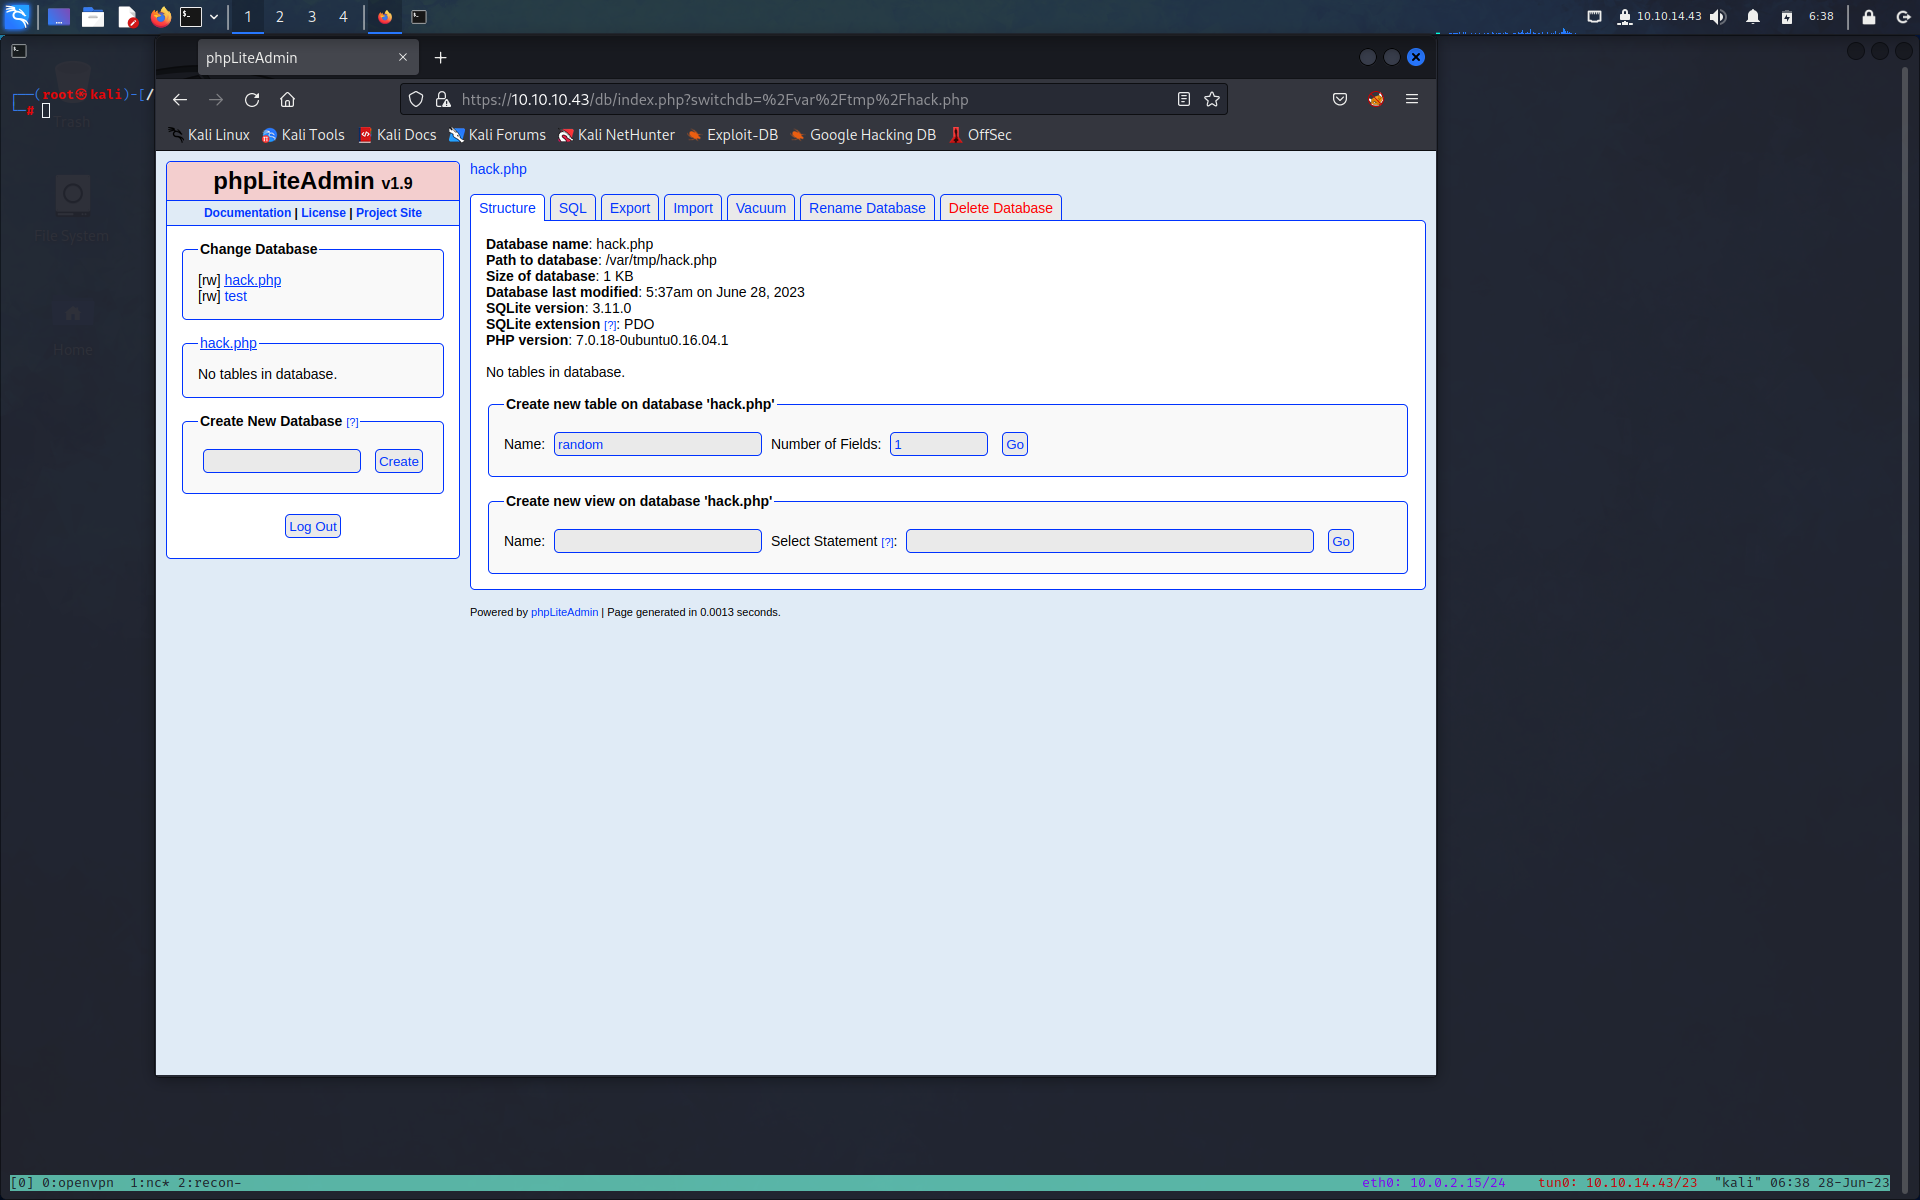 1 2 3 4 10.10.14.43 6:38
phpLiteAdmin
(root㉿kali)-[/
#
https://10.10.10.43/db/index.php?switchdb=%2Fvar%2Ftmp%2Fhack.php
Trash
Kali Linux Kali Tools Kali Docs Kali Forums Kali NetHunter Exploit-DB Google Hacking DB OffSec
phpLiteAdmin v1.9
Documentation | License | Project Site
Change Database
[rw] hack.php
[rw] test
File System
hack.php
No tables in database.
Home
Create New Database [?]
Create
Log Out
hack.php
Structure SQL Export Import Vacuum Rename Database Delete Database
Database name: hack.php
Path to database: /var/tmp/hack.php
Size of database: 1 KB
Database last modified: 5:37am on June 28, 2023
SQLite version: 3.11.0
SQLite extension [?]: PDO
PHP version: 7.0.18-0ubuntu0.16.04.1
No tables in database.
Create new table on database 'hack.php'
Name: random Number of Fields: 1 Go
Create new view on database 'hack.php'
Name: Select Statement [?]: Go
Powered by phpLiteAdmin | Page generated in 0.0013 seconds.
[0] 0:openvpn 1:nc* 2:recon- eth0: 10.0.2.15/24 tun0: 10.10.14.43/23 "kali" 06:38 28-Jun-23